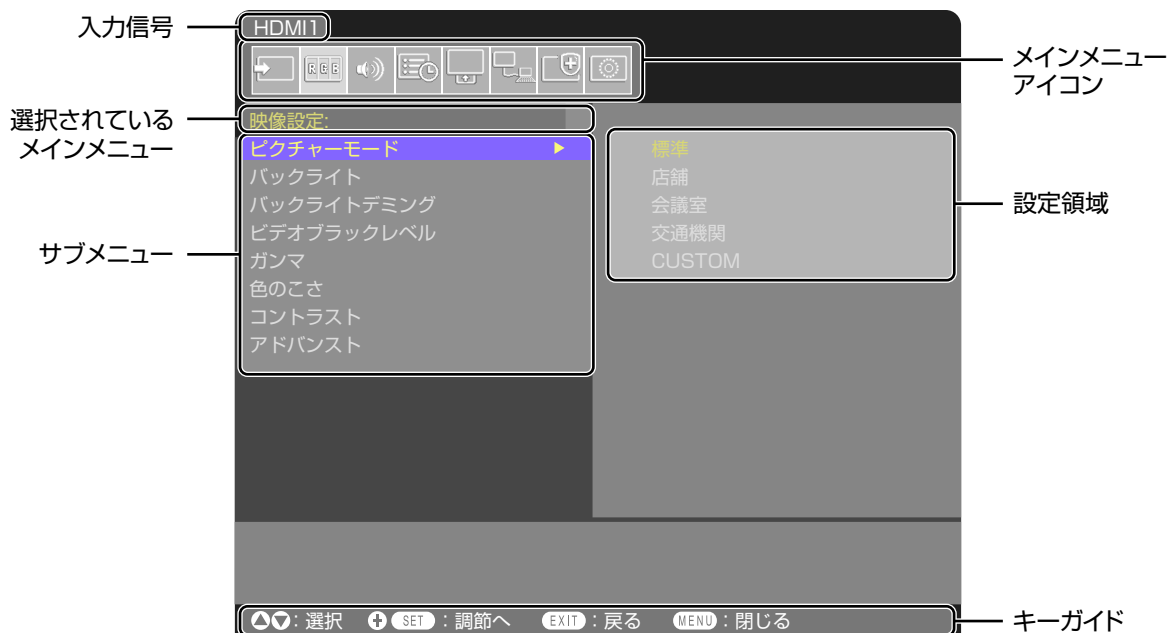 入力信号
HDMI1
RGB
メインメニュー
アイコン
選択されている
メインメニュー
映像設定:
ピクチャーモード
バックライト
バックライトデミング
ビデオブラックレベル
ガンマ
色のこさ
コントラスト
アドバンスト
サブメニュー
標準
店舗
会議室
交通機関
CUSTOM
設定領域
:選択 SET :調節へ EXIT :戻る MENU :閉じる
キーガイド